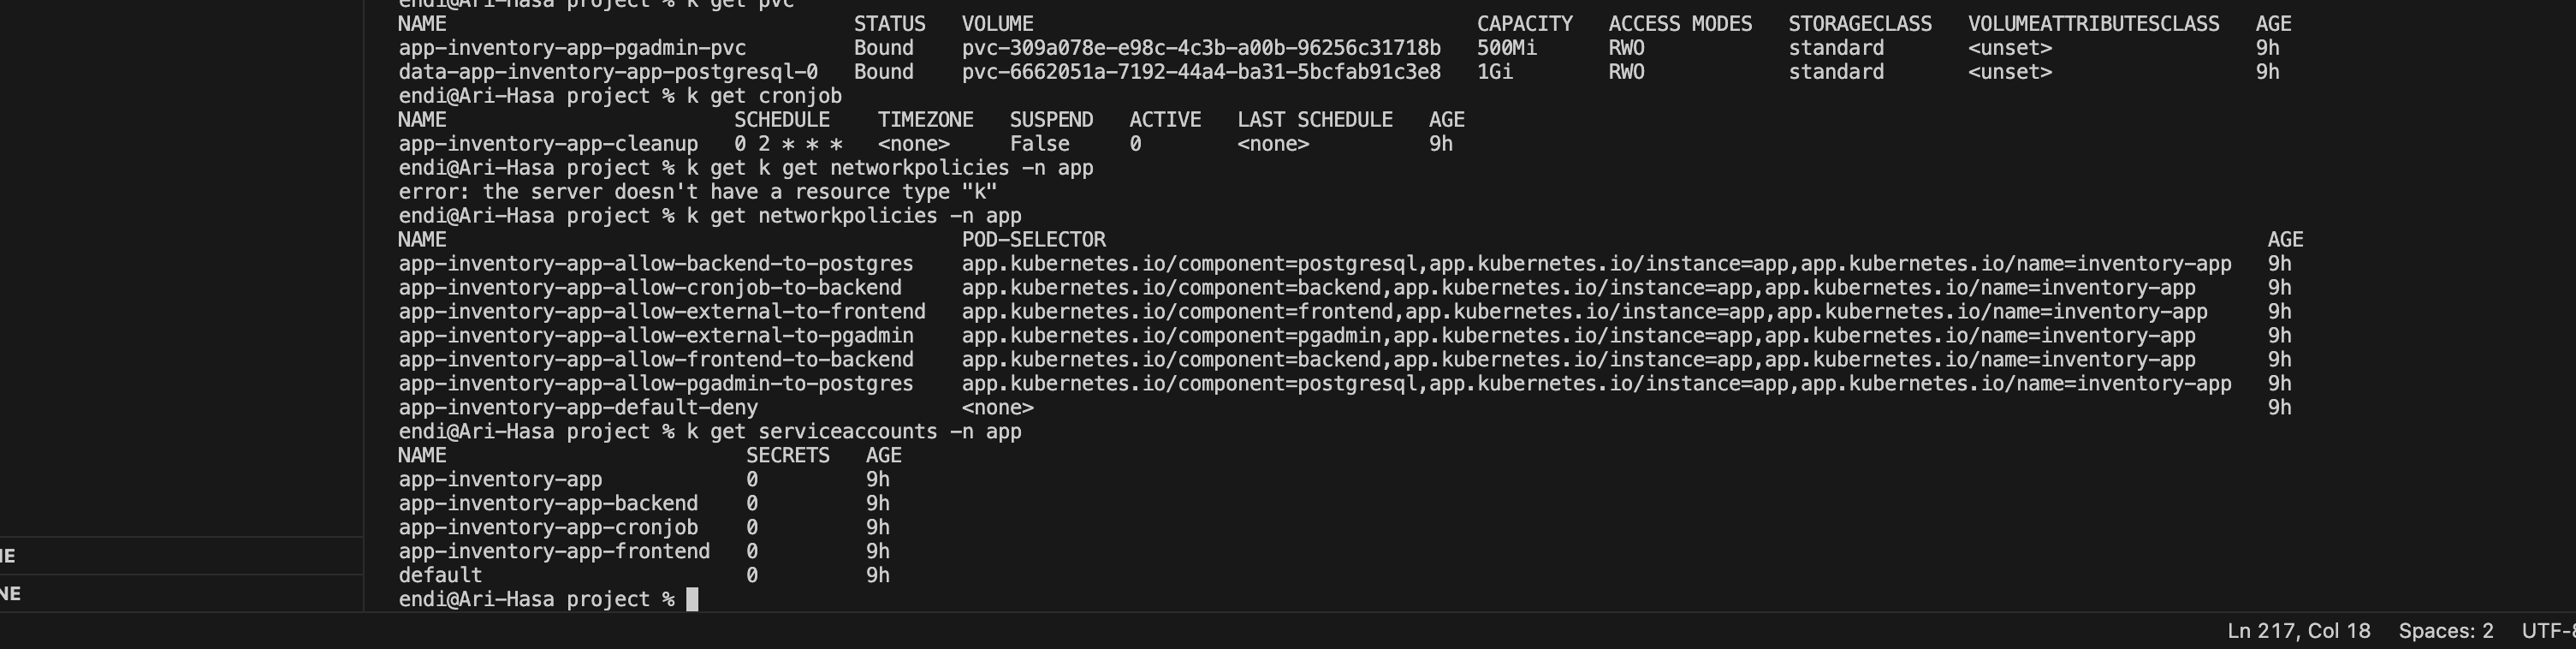 endi@Ari-Hasa project % k get pvc
NAME STATUS VOLUME CAPACITY ACCESS MODES STORAGECLASS VOLUMEATTRIBUTESCLASS AGE
app-inventory-app-pgadmin-pvc Bound pvc-309a078e-e98c-4c3b-a00b-96256c31718b 500Mi RWO standard <unset> 9h
data-app-inventory-app-postgresql-0 Bound pvc-6662051a-7192-44a4-ba31-5bcfab91c3e8 1Gi RWO standard <unset> 9h
endi@Ari-Hasa project % k get cronjob
NAME SCHEDULE TIMEZONE SUSPEND ACTIVE LAST SCHEDULE AGE
app-inventory-app-cleanup 0 2 * * * <none> False 0 <none> 9h
endi@Ari-Hasa project % k get k get networkpolicies -n app
error: the server doesn't have a resource type "k"
endi@Ari-Hasa project % k get networkpolicies -n app
NAME POD-SELECTOR AGE
app-inventory-app-allow-backend-to-postgres app.kubernetes.io/component=postgresql,app.kubernetes.io/instance=app,app.kubernetes.io/name=inventory-app 9h
app-inventory-app-allow-cronjob-to-backend app.kubernetes.io/component=backend,app.kubernetes.io/instance=app,app.kubernetes.io/name=inventory-app 9h
app-inventory-app-allow-external-to-frontend app.kubernetes.io/component=frontend,app.kubernetes.io/instance=app,app.kubernetes.io/name=inventory-app 9h
app-inventory-app-allow-external-to-pgadmin app.kubernetes.io/component=pgadmin,app.kubernetes.io/instance=app,app.kubernetes.io/name=inventory-app 9h
app-inventory-app-allow-frontend-to-backend app.kubernetes.io/component=backend,app.kubernetes.io/instance=app,app.kubernetes.io/name=inventory-app 9h
app-inventory-app-allow-pgadmin-to-postgres app.kubernetes.io/component=postgresql,app.kubernetes.io/instance=app,app.kubernetes.io/name=inventory-app 9h
app-inventory-app-default-deny <none> 9h
endi@Ari-Hasa project % k get serviceaccounts -n app
NAME SECRETS AGE
app-inventory-app 0 9h
app-inventory-app-backend 0 9h
app-inventory-app-cronjob 0 9h
app-inventory-app-frontend 0 9h
default 0 9h
endi@Ari-Hasa project %
NE
Ln 217, Col 18 Spaces: 2 UTF-8